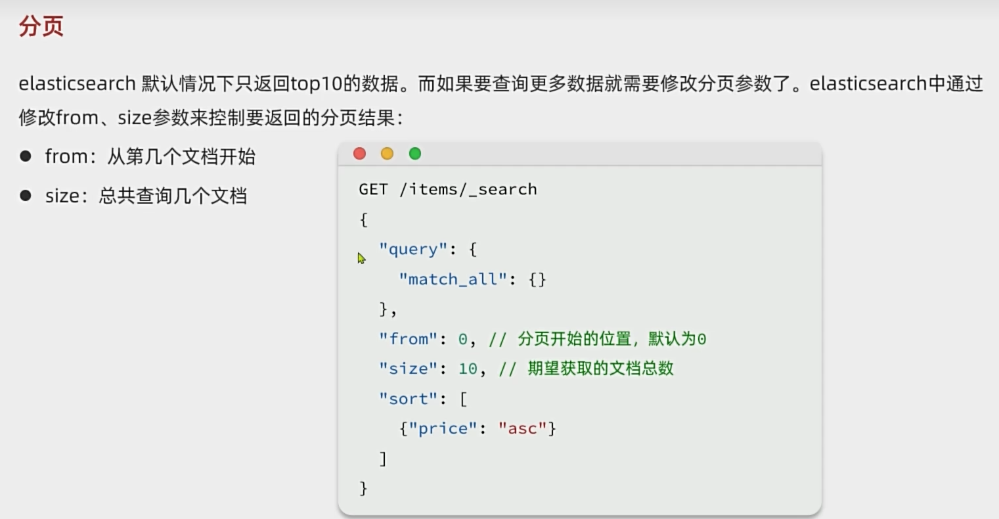 分页
elasticsearch 默认情况下只返回top10的数据。而如果要查询更多数据就需要修改分页参数了。elasticsearch中通过
修改from、size参数来控制要返回的分页结果：
● from：从第几个文档开始
● size：总共查询几个文档
GET /items/_search
{
  "query": {
    "match_all": {}
  },
  "from": 0, // 分页开始的位置，默认为0
  "size": 10, // 期望获取的文档总数
  "sort": [
    {"price": "asc"}
  ]
}